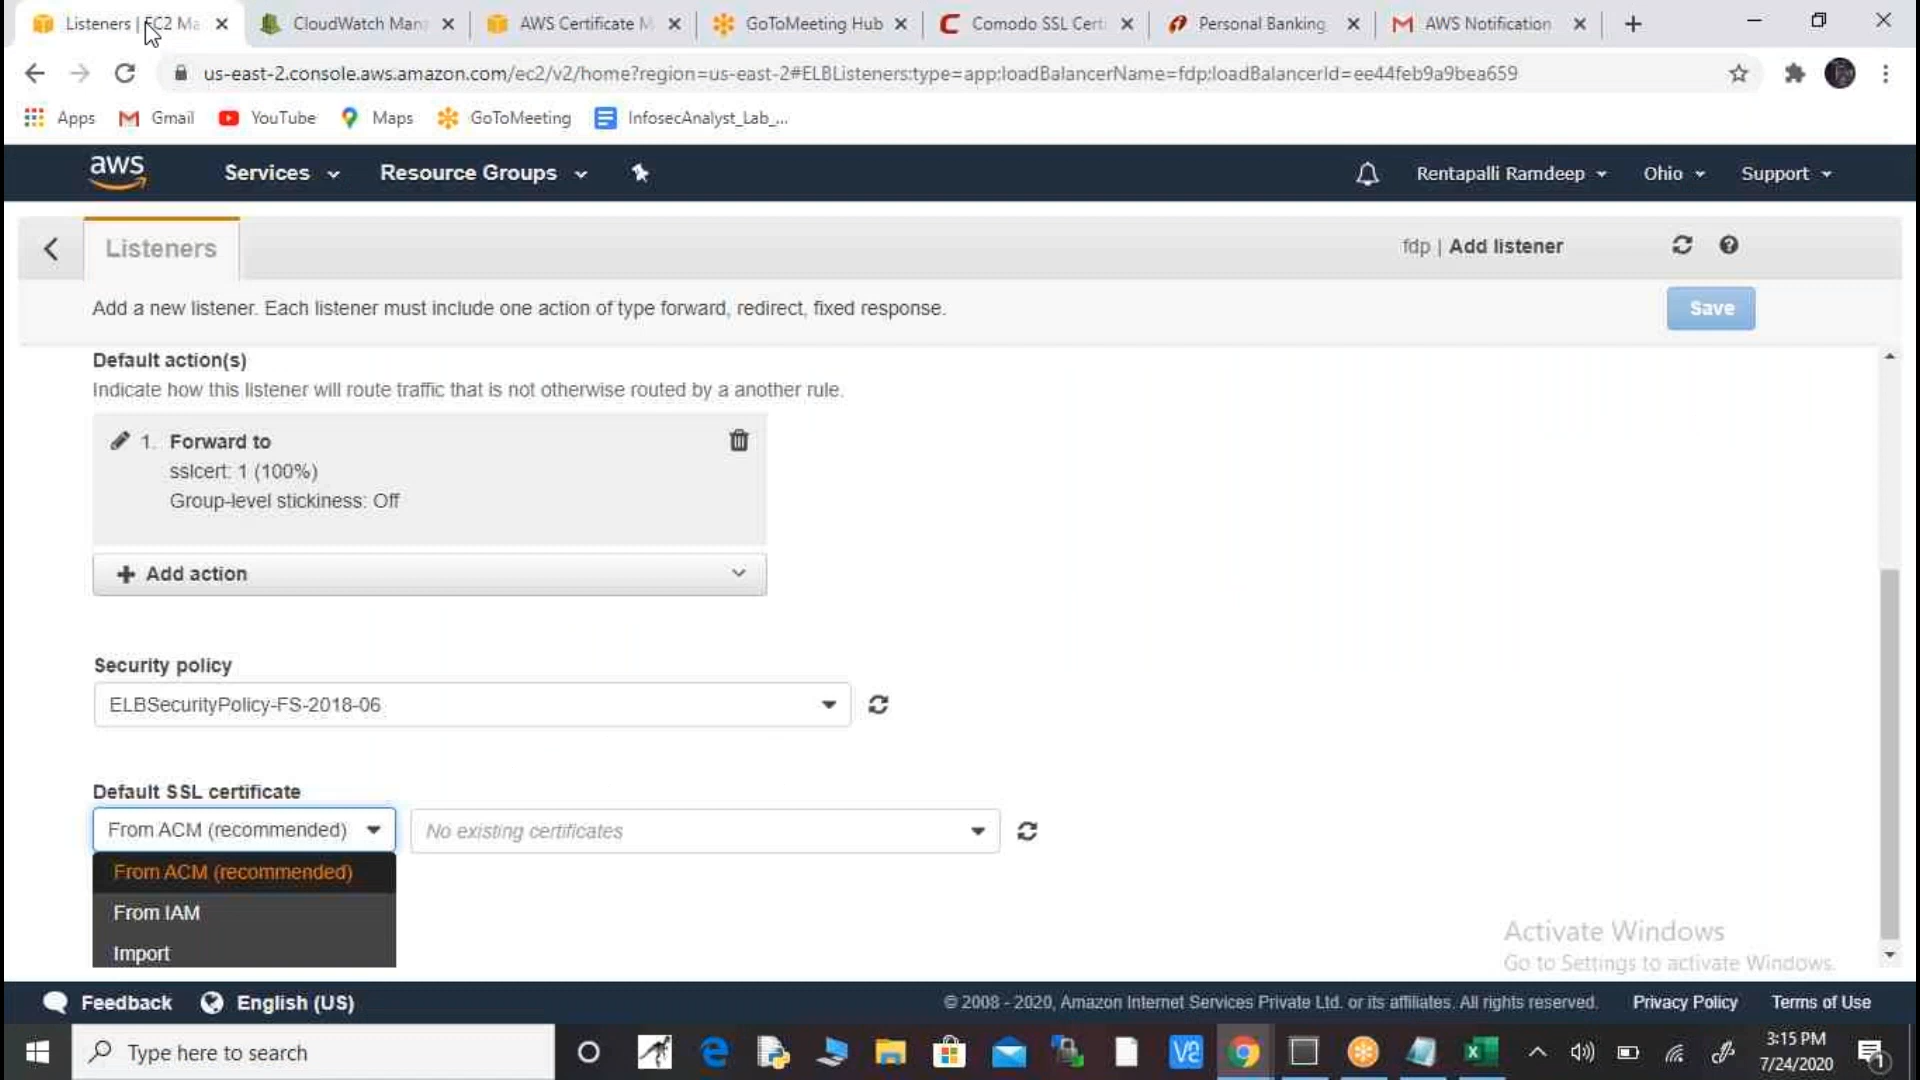 Listeners | EC2 Ma
CloudWatch Man
AWS Certificate M
GoToMeeting Hub
Comodo SSL Cert
Personal Banking
AWS Notification
us-east-2.console.aws.amazon.com/ec2/v2/home?region=us-east-2#ELBListeners:type=app;loadBalancerName=fdp;loadBalancerId=ee44feb9a9bea659
Apps
Gmail
YouTube
Maps
GoToMeeting
InfosecAnalyst_Lab_...
aws
Services
Resource Groups
Rentapalli Ramdeep
Ohio
Support
Listeners
fdp | Add listener
Add a new listener. Each listener must include one action of type forward, redirect, fixed response.
Save
Default action(s)
Indicate how this listener will route traffic that is not otherwise routed by a another rule.
1. Forward to
sslcert: 1 (100%)
Group-level stickiness: Off
Add action
Security policy
ELBSecurityPolicy-FS-2018-06
Default SSL certificate
From ACM (recommended)
No existing certificates
From ACM (recommended)
From IAM
Import
Activate Windows
Go to Settings to activate Windows.
Feedback
English (US)
© 2008 - 2020, Amazon Internet Services Private Ltd. or its affiliates. All rights reserved.
Privacy Policy
Terms of Use
Type here to search
3:15 PM
7/24/2020
1